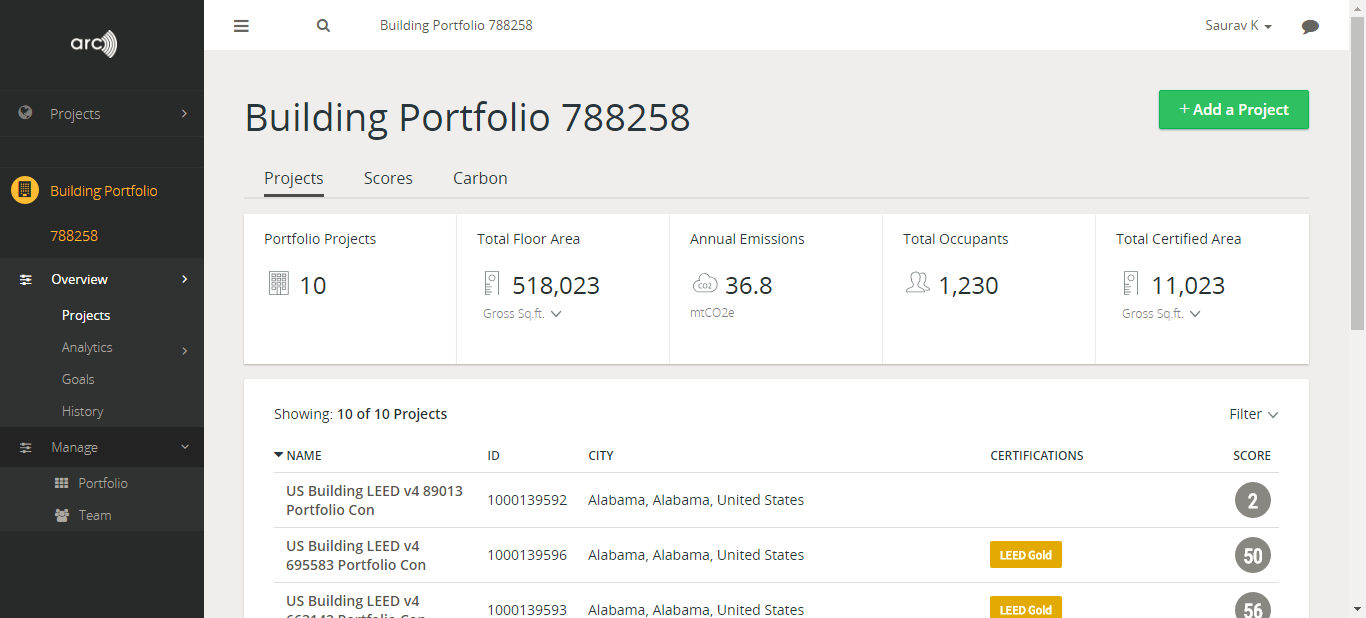 arc
Building Portfolio 788258
Saurav K
Projects
Building Portfolio
788258
Overview
Projects
Analytics
Goals
History
Manage
Portfolio
Team
Building Portfolio 788258
+ Add a Project
Projects Scores Carbon
Portfolio Projects
10
Total Floor Area
518,023
Gross Sq.ft.
Annual Emissions
CO2 36.8
mtCO2e
Total Occupants
1,230
Total Certified Area
11,023
Gross Sq.ft.
Showing: 10 of 10 Projects
Filter
NAME ID CITY CERTIFICATIONS SCORE
US Building LEED v4 89013
Portfolio Con
1000139592 Alabama, Alabama, United States 2
US Building LEED v4
695583 Portfolio Con
1000139596 Alabama, Alabama, United States LEED Gold 50
US Building LEED v4
1000139593 Alabama, Alabama, United States LEED Gold 56